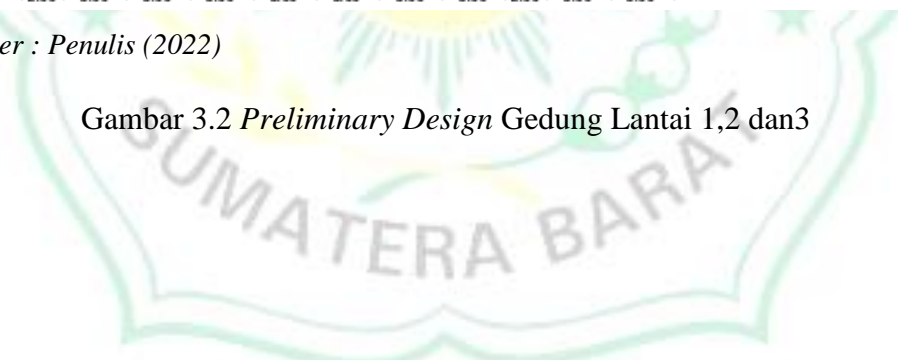 er : Penulis (2022)
Gambar 3.2 Preliminary Design Gedung Lantai 1,2 dan3
SUMATERA BARAT